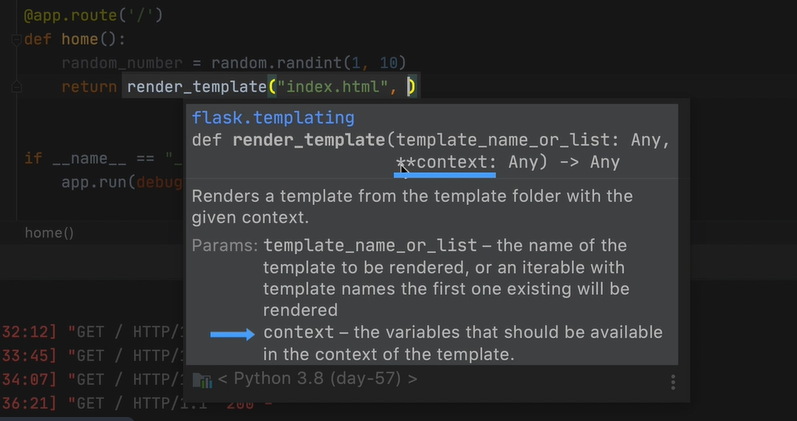 @app.route('/')
def home():
random_number = random.randint(1, 10)
return render_template("index.html", )
flask.templating
def render_template(template_name_or_list: Any,
**context: Any) -> Any
if __name__ == "_
app.run(debug
Renders a template from the template folder with the
given context.
home()
Params: template_name_or_list – the name of the
template to be rendered, or an iterable with
template names the first one existing will be
rendered
context – the variables that should be available
in the context of the template.
< Python 3.8 (day-57) >
32:12] "GET / HTTP/1
33:45] "GET / HTTP/1
34:07] "GET / HTTP/1
36:21] "GET / HTTP/1.1" 200 -